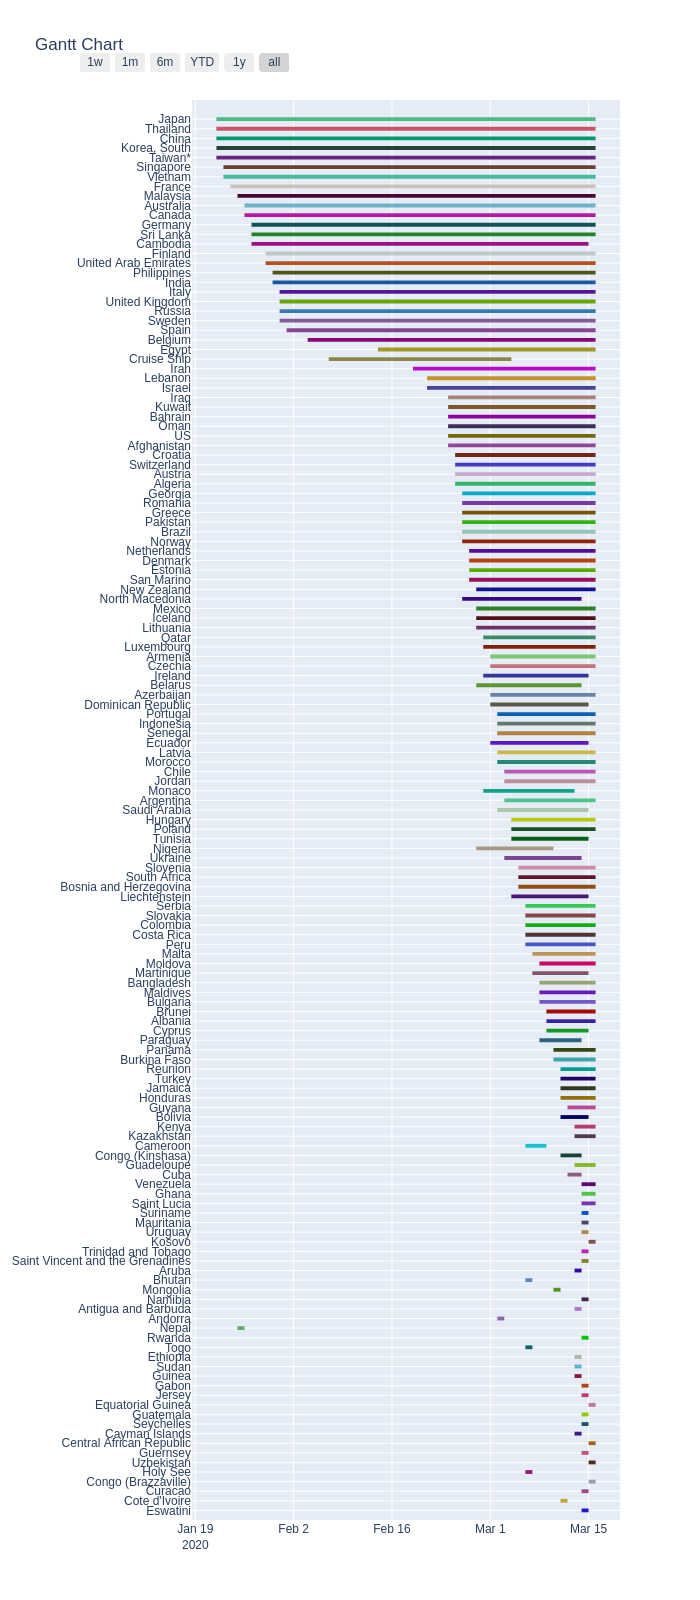 Gantt Chart
1w 1m 6m YTD 1y all
Japan
Thailand
China
Korea, South
Taiwan*
Singapore
Vietnam
France
Malaysia
Australia
Canada
Germany
Sri Lanka
Cambodia
Finland
United Arab Emirates
Philippines
India
Italy
United Kingdom
Russia
Sweden
Spain
Belgium
Egypt
Cruise Ship
Iran
Lebanon
Israel
Iraq
Kuwait
Bahrain
Oman
US
Afghanistan
Croatia
Switzerland
Austria
Algeria
Georgia
Romania
Greece
Pakistan
Brazil
Norway
Netherlands
Denmark
Estonia
San Marino
New Zealand
North Macedonia
Mexico
Iceland
Lithuania
Qatar
Luxembourg
Armenia
Czechia
Ireland
Belarus
Azerbaijan
Dominican Republic
Portugal
Indonesia
Senegal
Ecuador
Latvia
Morocco
Chile
Jordan
Monaco
Argentina
Saudi Arabia
Hungary
Poland
Tunisia
Nigeria
Ukraine
Slovenia
South Africa
Bosnia and Herzegovina
Liechtenstein
Serbia
Slovakia
Colombia
Costa Rica
Peru
Malta
Moldova
Martinique
Bangladesh
Maldives
Bulgaria
Brunei
Albania
Cyprus
Paraguay
Panama
Burkina Faso
Reunion
Turkey
Jamaica
Honduras
Guyana
Bolivia
Kenya
Kazakhstan
Cameroon
Congo (Kinshasa)
Guadeloupe
Cuba
Venezuela
Ghana
Saint Lucia
Suriname
Mauritania
Uruguay
Kosovo
Trinidad and Tobago
Saint Vincent and the Grenadines
Aruba
Bhutan
Mongolia
Namibia
Antigua and Barbuda
Andorra
Nepal
Rwanda
Togo
Ethiopia
Sudan
Guinea
Gabon
Jersey
Equatorial Guinea
Guatemala
Seychelles
Cayman Islands
Central African Republic
Guernsey
Uzbekistan
Holy See
Congo (Brazzaville)
Curacao
Cote d'Ivoire
Eswatini
Jan 19 Feb 2 Feb 16 Mar 1 Mar 15
2020